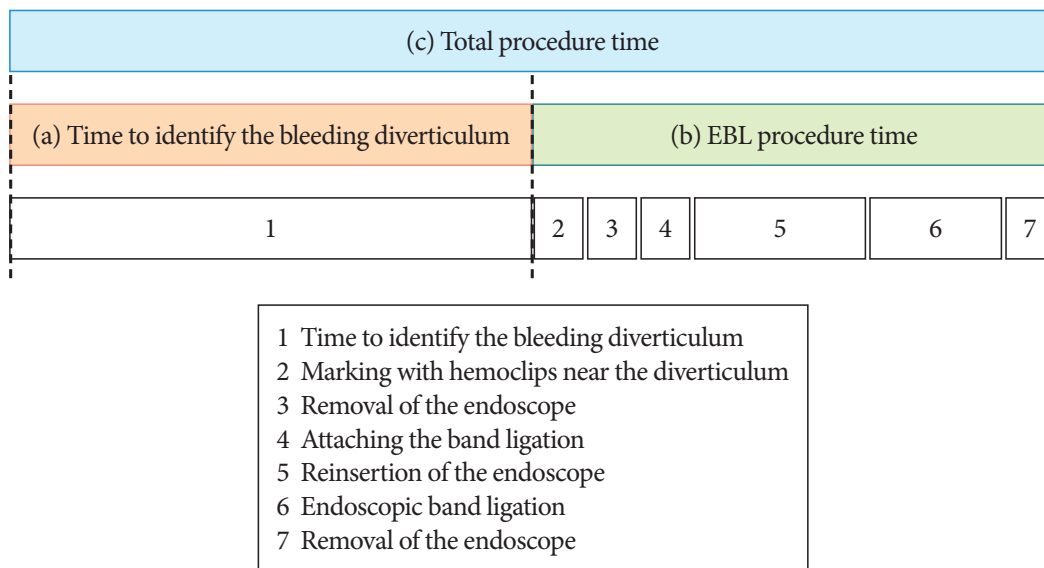 (c) Total procedure time
(a) Time to identify the bleeding diverticulum
(b) EBL procedure time
1
2
3
4
5
6
7
1 Time to identify the bleeding diverticulum
2 Marking with hemoclips near the diverticulum
3 Removal of the endoscope
4 Attaching the band ligation
5 Reinsertion of the endoscope
6 Endoscopic band ligation
7 Removal of the endoscope